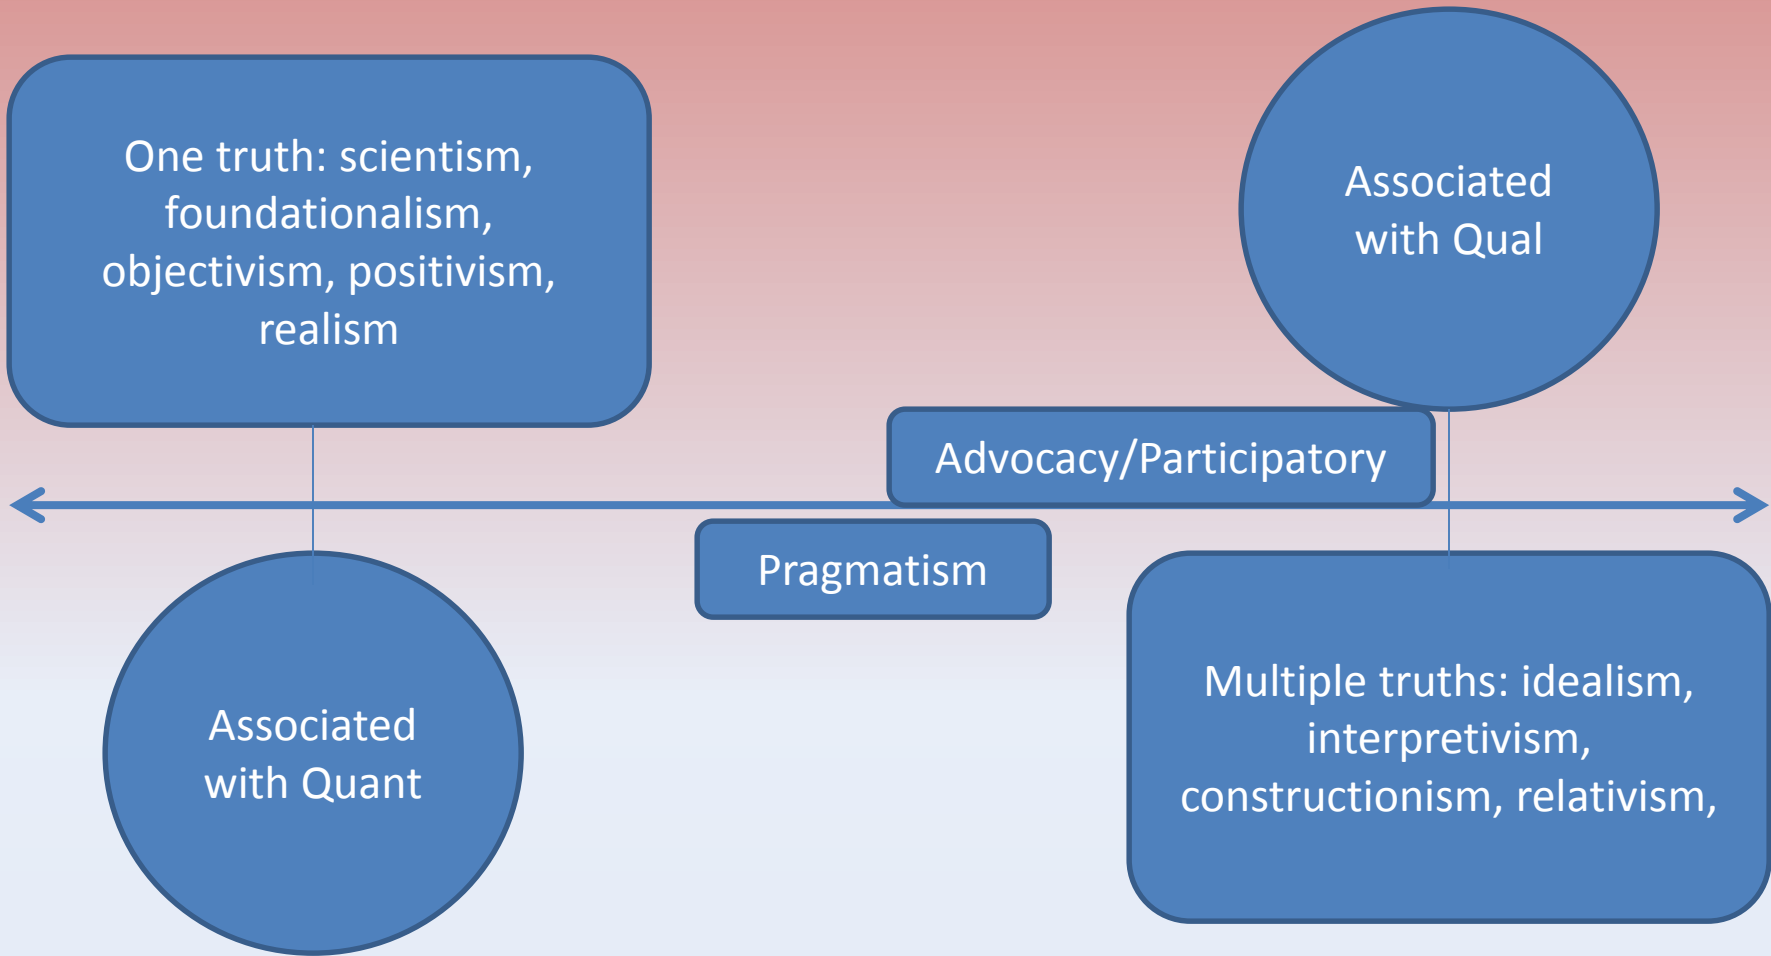 One truth: scientism,
foundationalism,
objectivism, positivism,
realism
Associated
with Qual
Advocacy/Participatory
Pragmatism
Associated
with Quant
Multiple truths: idealism,
interpretivism,
constructionism, relativism,